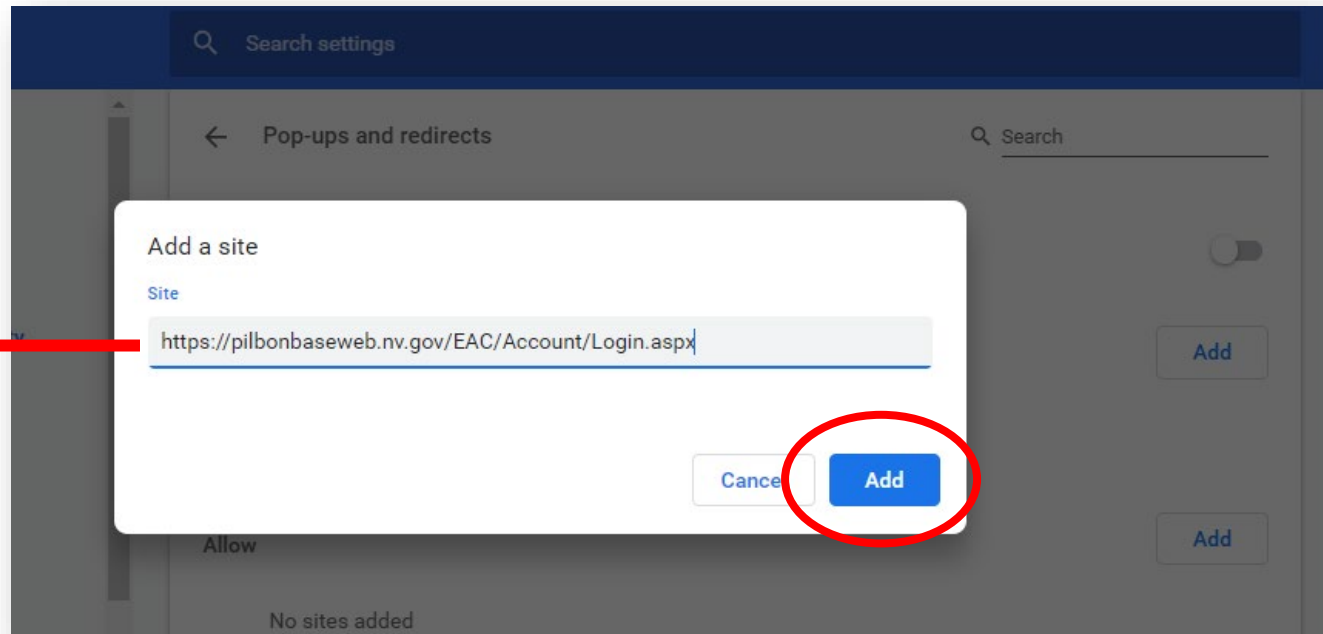 Search settings
Pop-ups and redirects
Search
Add a site
Site
https://pilbonbaseweb.nv.gov/EAC/Account/Login.aspx
Add
Cance
Add
Allow
Add
No sites added